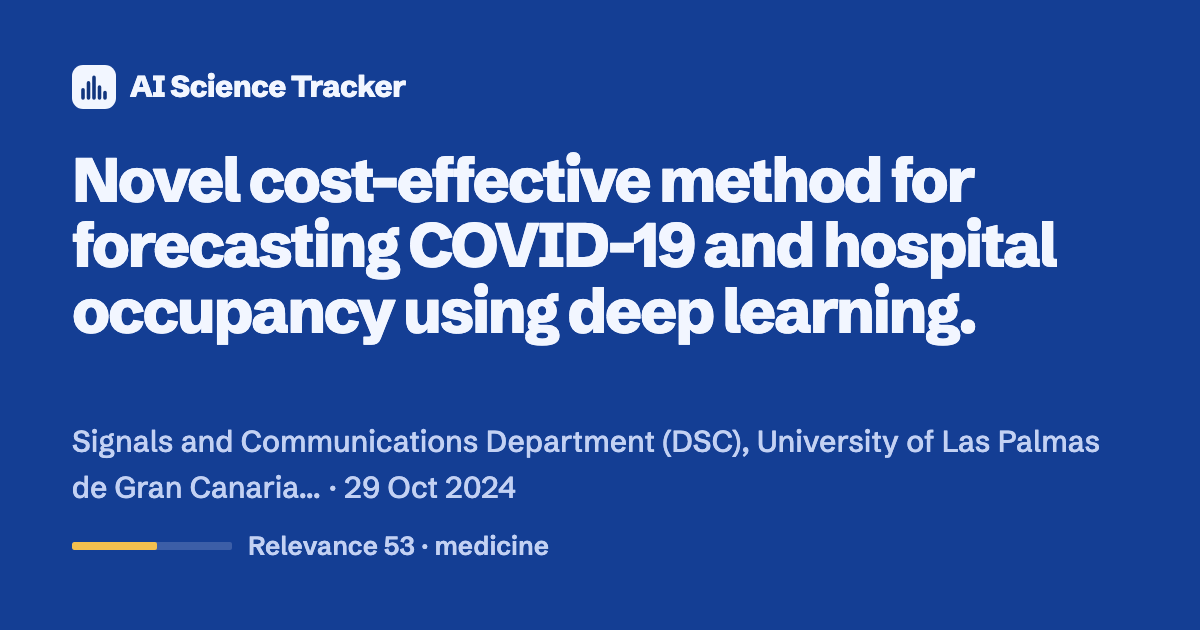 AI Science Tracker
Novel cost-effective method for
forecasting COVID-19 and hospital
occupancy using deep learning.
Signals and Communications Department (DSC), University of Las Palmas
de Gran Canaria... · 29 Oct 2024
Relevance 53 · medicine